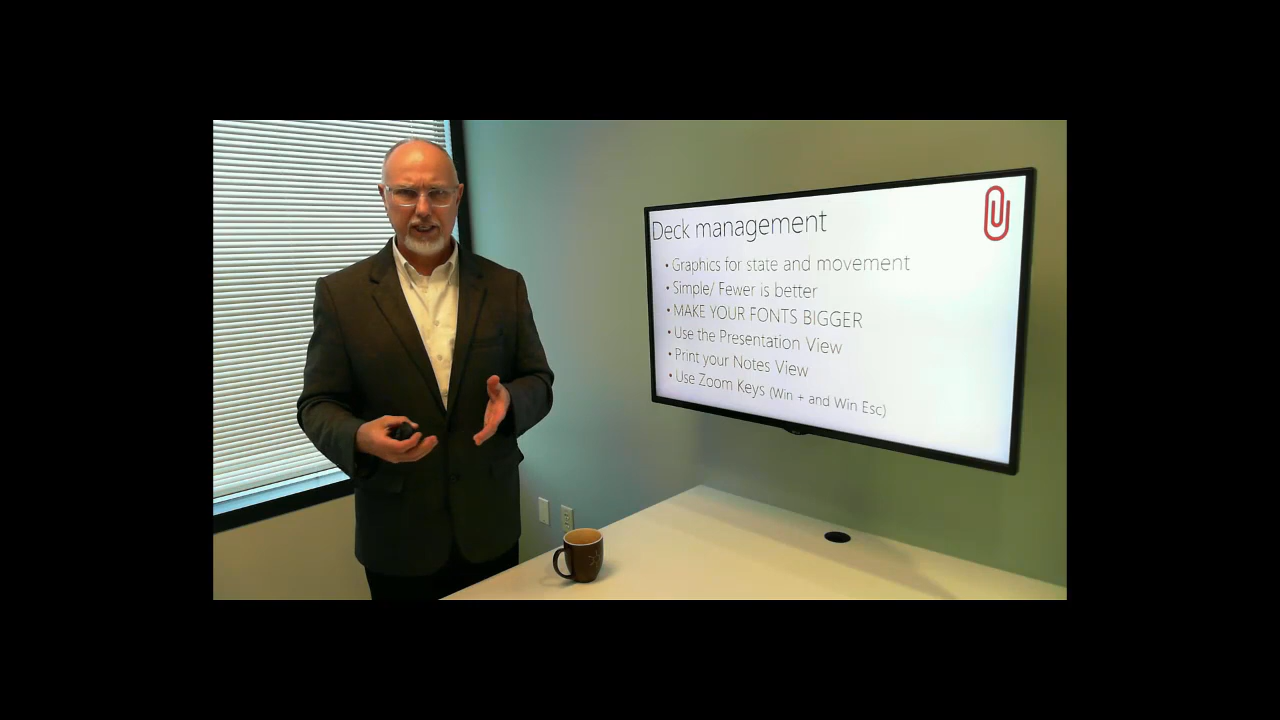 Deck management
• Graphics for state and movement
• Simple/ Fewer is better
• MAKE YOUR FONTS BIGGER
• Use the Presentation View
• Print your Notes View
• Use Zoom Keys (Win + and Win Esc)